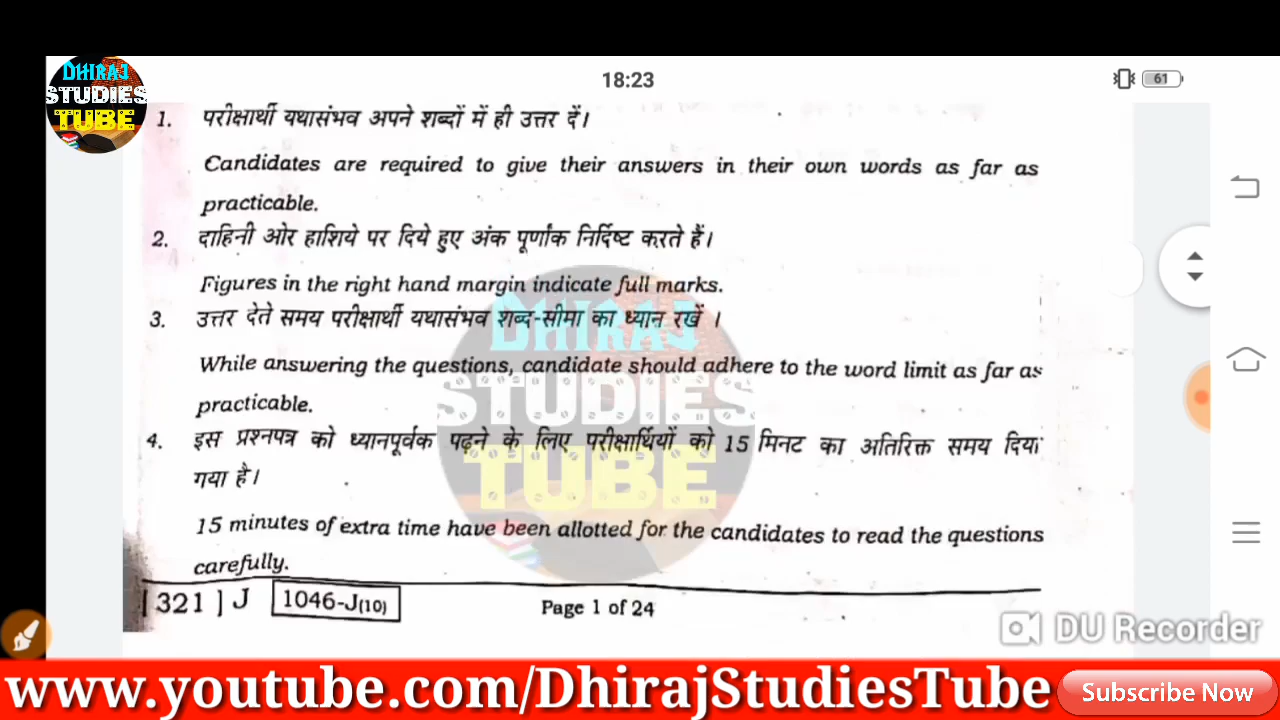 DHIRAJ
STUDIES
TUBE
18:23
61
1. परीक्षार्थी यथासंभव अपने शब्दों में ही उत्तर दें।
Candidates are required to give their answers in their own words as far as
practicable.
2. दाहिनी ओर हाशिये पर दिये हुए अंक पूर्णांक निर्दिष्ट करते हैं।
Figures in the right hand margin indicate full marks.
3. उत्तर देते समय परीक्षार्थी यथासंभव शब्द-सीमा का ध्यान रखें ।
While answering the questions, candidate should adhere to the word limit as far as
practicable.
4. इस प्रश्नपत्र को ध्यानपूर्वक पढ़ने के लिए परीक्षार्थियों को 15 मिनट का अतिरिक्त समय दिया
गया है।
15 minutes of extra time have been allotted for the candidates to read the questions
carefully.
DHIRAJ
STUDIES
TUBE
[ 321 ] J 1046-J(10) Page 1 of 24
DU Recorder
www.youtube.com/DhirajStudiesTube Subscribe Now